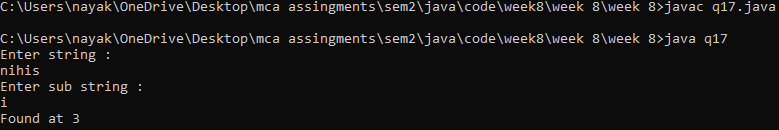 C:\Users\nayak\OneDrive\Desktop\mca assingments\sem2\java\code\week8\week 8\week 8>javac q17.java
C:\Users\nayak\OneDrive\Desktop\mca assingments\sem2\java\code\week8\week 8\week 8>java q17
Enter string :
nihis
Enter sub string :
i
Found at 3